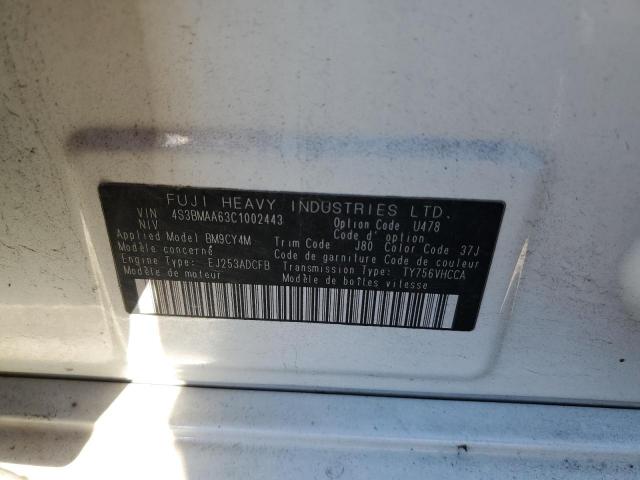 FUJI HEAVY INDUSTRIES LTD.
VIN 4S3BMAA63C1002443 Option Code U478
NIV Code d' option
Applied Model BM9CY4M Trim Code J80 Color Code 37J
Modèle concerné Code de garniture Code de couleur
Engine Type: EJ253ADCFB Transmission Type: TY756VHCCA
Modèle de moteur Modèle de boîtes vitesse